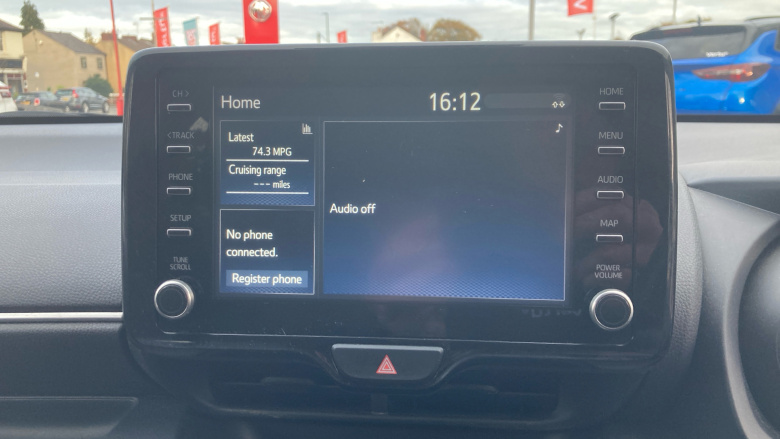 CH >
< TRACK
PHONE
SETUP
TUNE
SCROLL
Home
16:12
Latest
74.3 MPG
Cruising range
--- miles
No phone
connected.
Register phone
Audio off
HOME
MENU
AUDIO
MAP
POWER
VOLUME